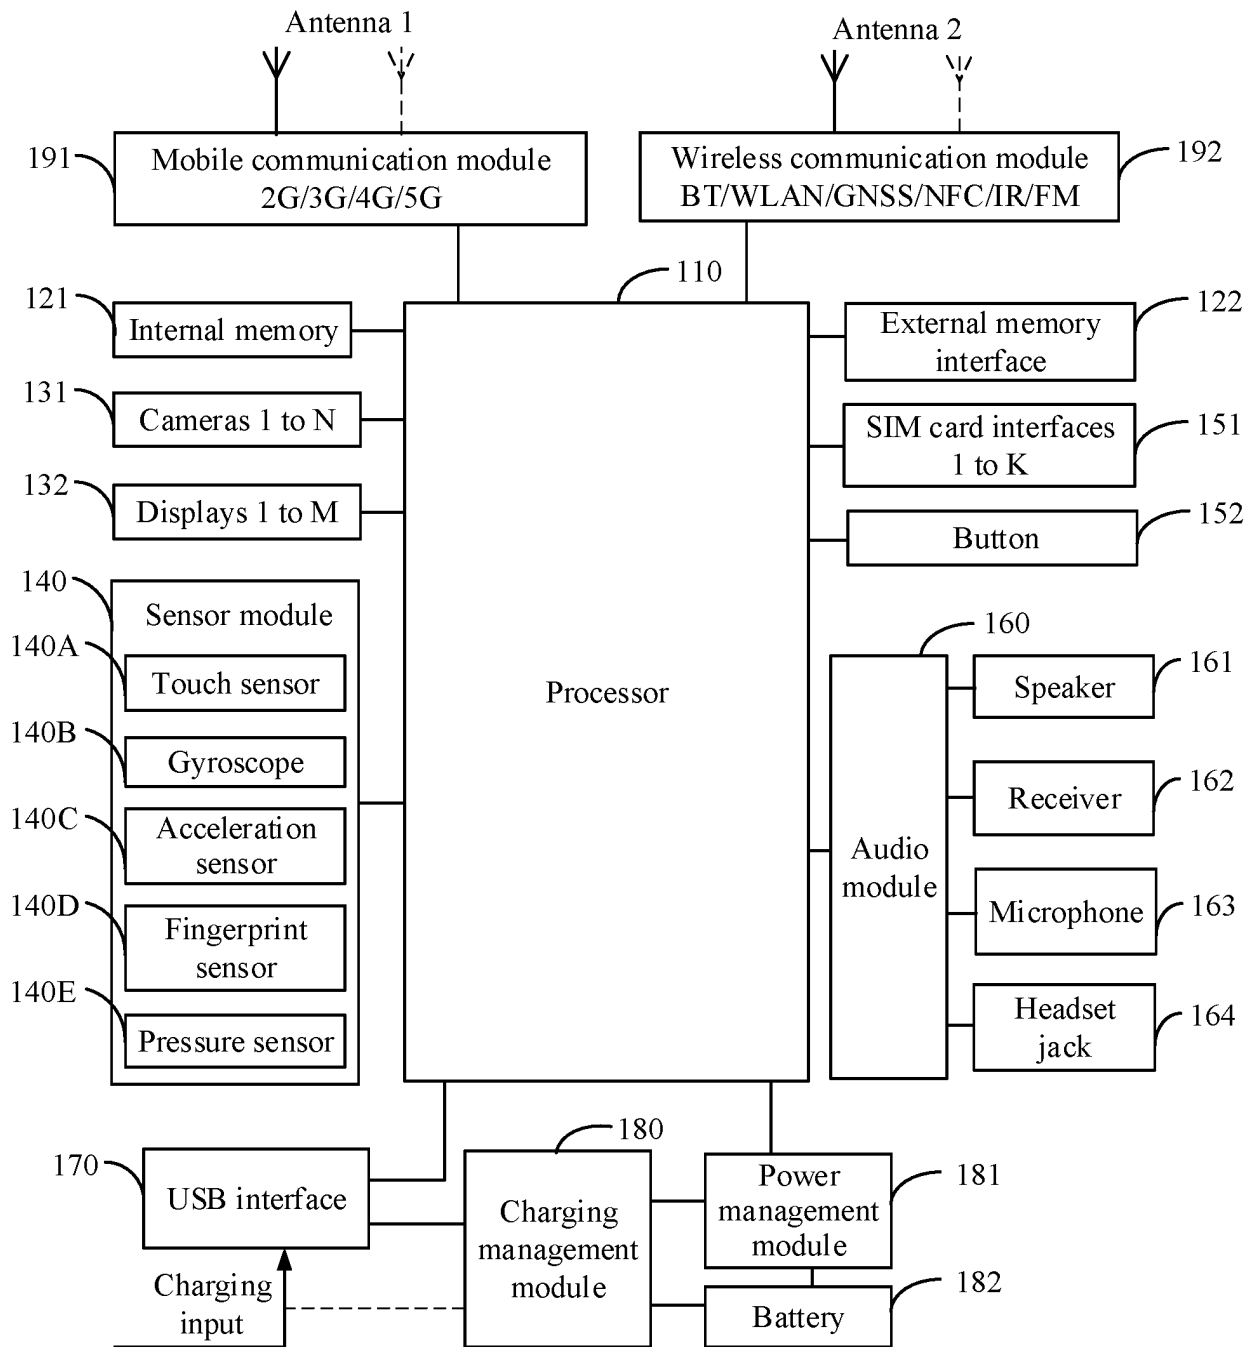 Antenna 1
Antenna 2
191
Mobile communication module
2G/3G/4G/5G
Wireless communication module
BT/WLAN/GNSS/NFC/IR/FM
192
110
121
Internal memory
External memory
interface
122
131
Cameras 1 to N
SIM card interfaces
1 to K
151
132
Displays 1 to M
Button
152
140
Sensor module
140A
Touch sensor
140B
Gyroscope
140C
Acceleration
sensor
140D
Fingerprint
sensor
140E
Pressure sensor
Processor
160
Audio
module
Speaker
161
Receiver
162
Microphone
163
Headset
jack
164
170
USB interface
Charging
input
180
Charging
management
module
Power
management
module
181
Battery
182